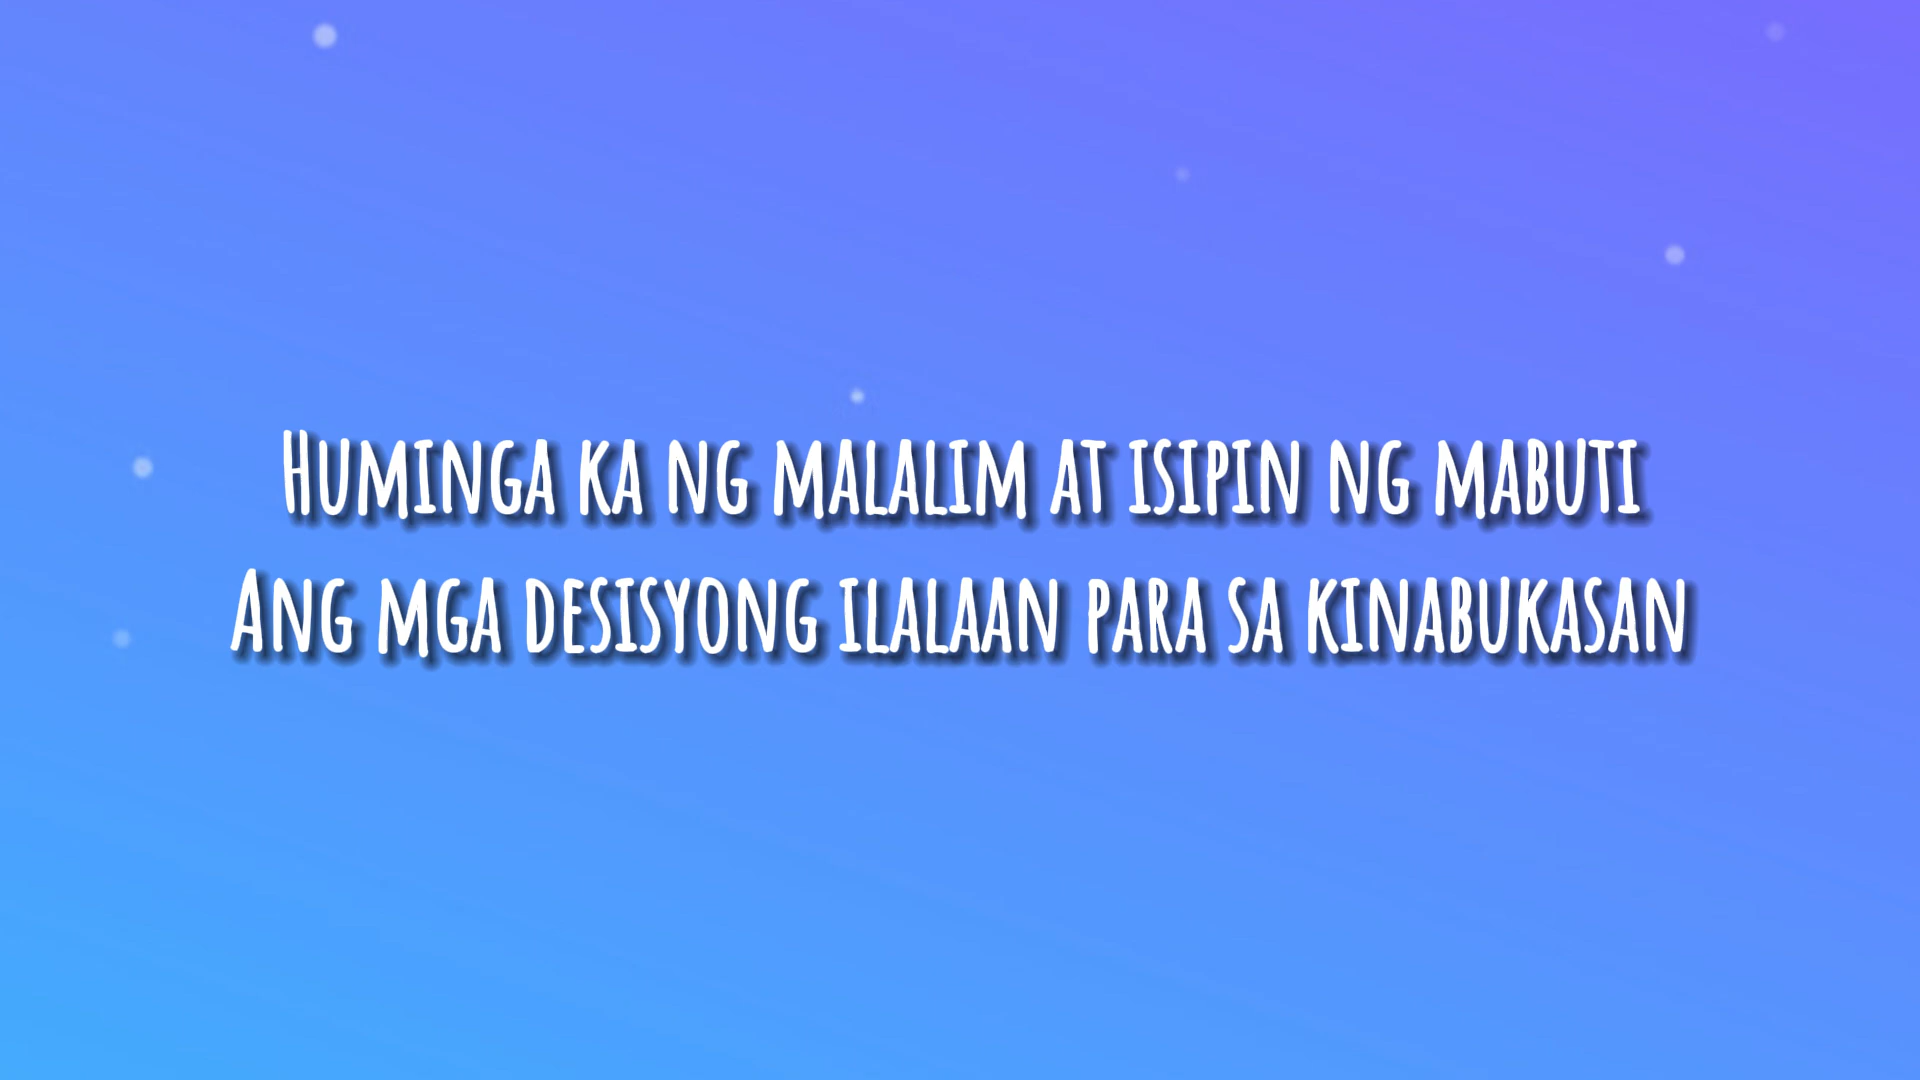 Huminga ka ng malalim at isipin ng mabuti
Ang mga desisyong ilalaan para sa kinabukasan